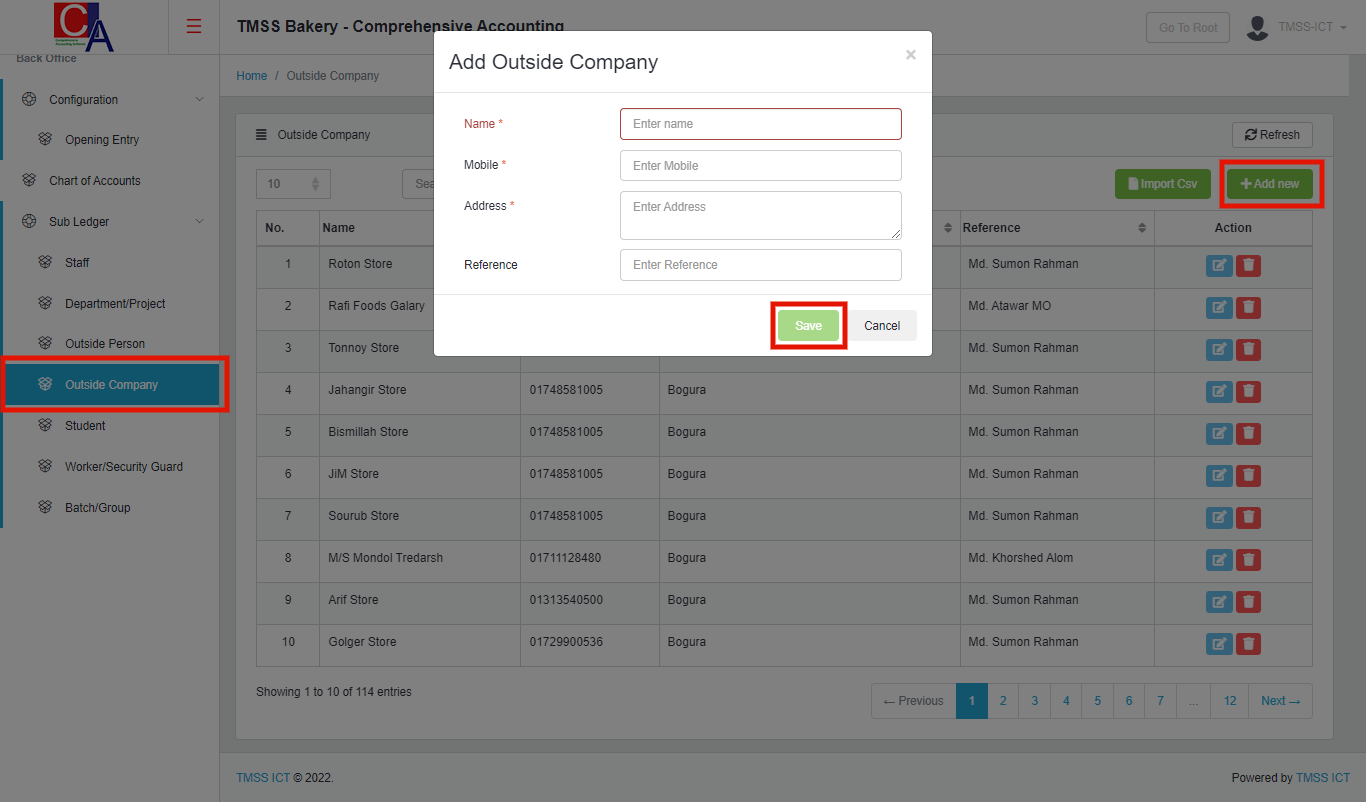 CA
TMSS Bakery - Comprehensive Accounting
Go To Root
TMSS-ICT
Back Office
Configuration
Opening Entry
Chart of Accounts
Sub Ledger
Staff
Department/Project
Outside Person
Outside Company
Student
Worker/Security Guard
Batch/Group
Home / Outside Company
Outside Company
Refresh
10
Sea
Import Csv
Add new
Add Outside Company
×
Name *
Enter name
Mobile *
Enter Mobile
Address *
Enter Address
Reference
Enter Reference
Save
Cancel
No. Name Reference Action
1 Roton Store Md. Sumon Rahman
2 Rafi Foods Galary Md. Atawar MO
3 Tonnoy Store Md. Sumon Rahman
4 Jahangir Store 01748581005 Bogura Md. Sumon Rahman
5 Bismillah Store 01748581005 Bogura Md. Sumon Rahman
6 JiM Store 01748581005 Bogura Md. Sumon Rahman
7 Sourub Store 01748581005 Bogura Md. Sumon Rahman
8 M/S Mondol Tredarsh 01711128480 Bogura Md. Khorshed Alom
9 Arif Store 01313540500 Bogura Md. Sumon Rahman
10 Golger Store 01729900536 Bogura Md. Sumon Rahman
Showing 1 to 10 of 114 entries
← Previous 1 2 3 4 5 6 7 ... 12 Next →
TMSS ICT © 2022.
Powered by TMSS ICT